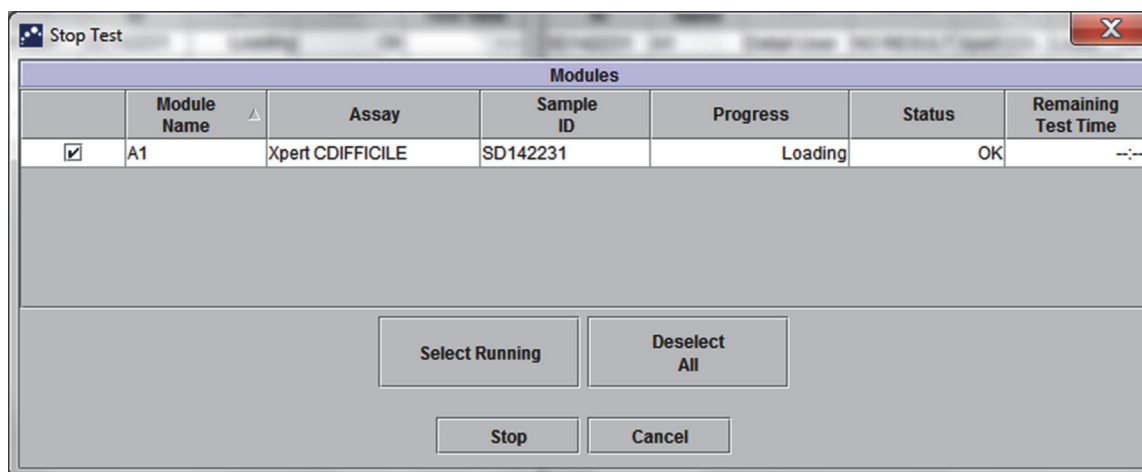 Stop Test
Modules
Module Name Assay Sample ID Progress Status Remaining Test Time
A1 Xpert CDIFFICILE SD142231 Loading OK --:--
Select Running
Deselect
All
Stop Cancel